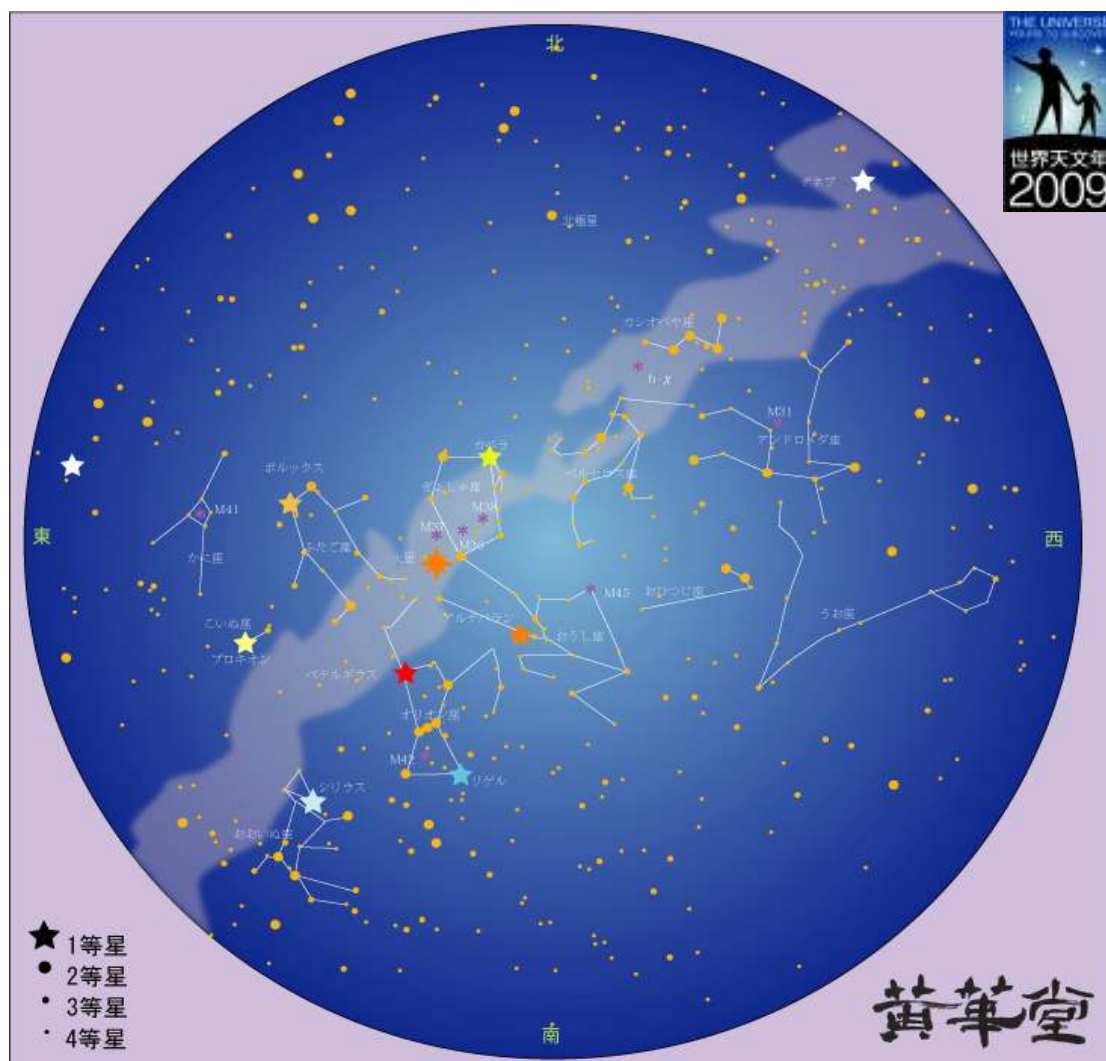 北
THE UNIVERSE
YOURS TO DISCOVER
世界天文年
2009
デネブ
北極星
カシオペヤ座
h-χ
M31
アンドロメダ座
カペラ
ペルセウス座
ポルックス
ぎょしゃ座
M41
M38
M37
M36
東
西
かに座
ふたご座
火星
M45
おひつじ座
うお座
こいぬ座
プロキオン
アルデバラン
おうし座
ベテルギウス
オリオン座
M42
リゲル
シリウス
おおいぬ座
1等星
2等星
3等星
4等星
南
黄華堂